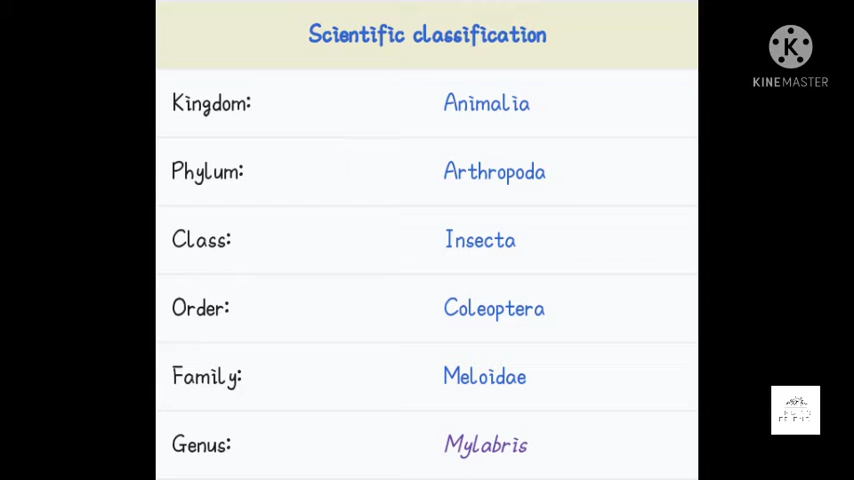 Scientific classification
K
KINEMASTER
Kingdom: Animalia
Phylum: Arthropoda
Class: Insecta
Order: Coleoptera
Family: Meloidae
Genus: Mylabris